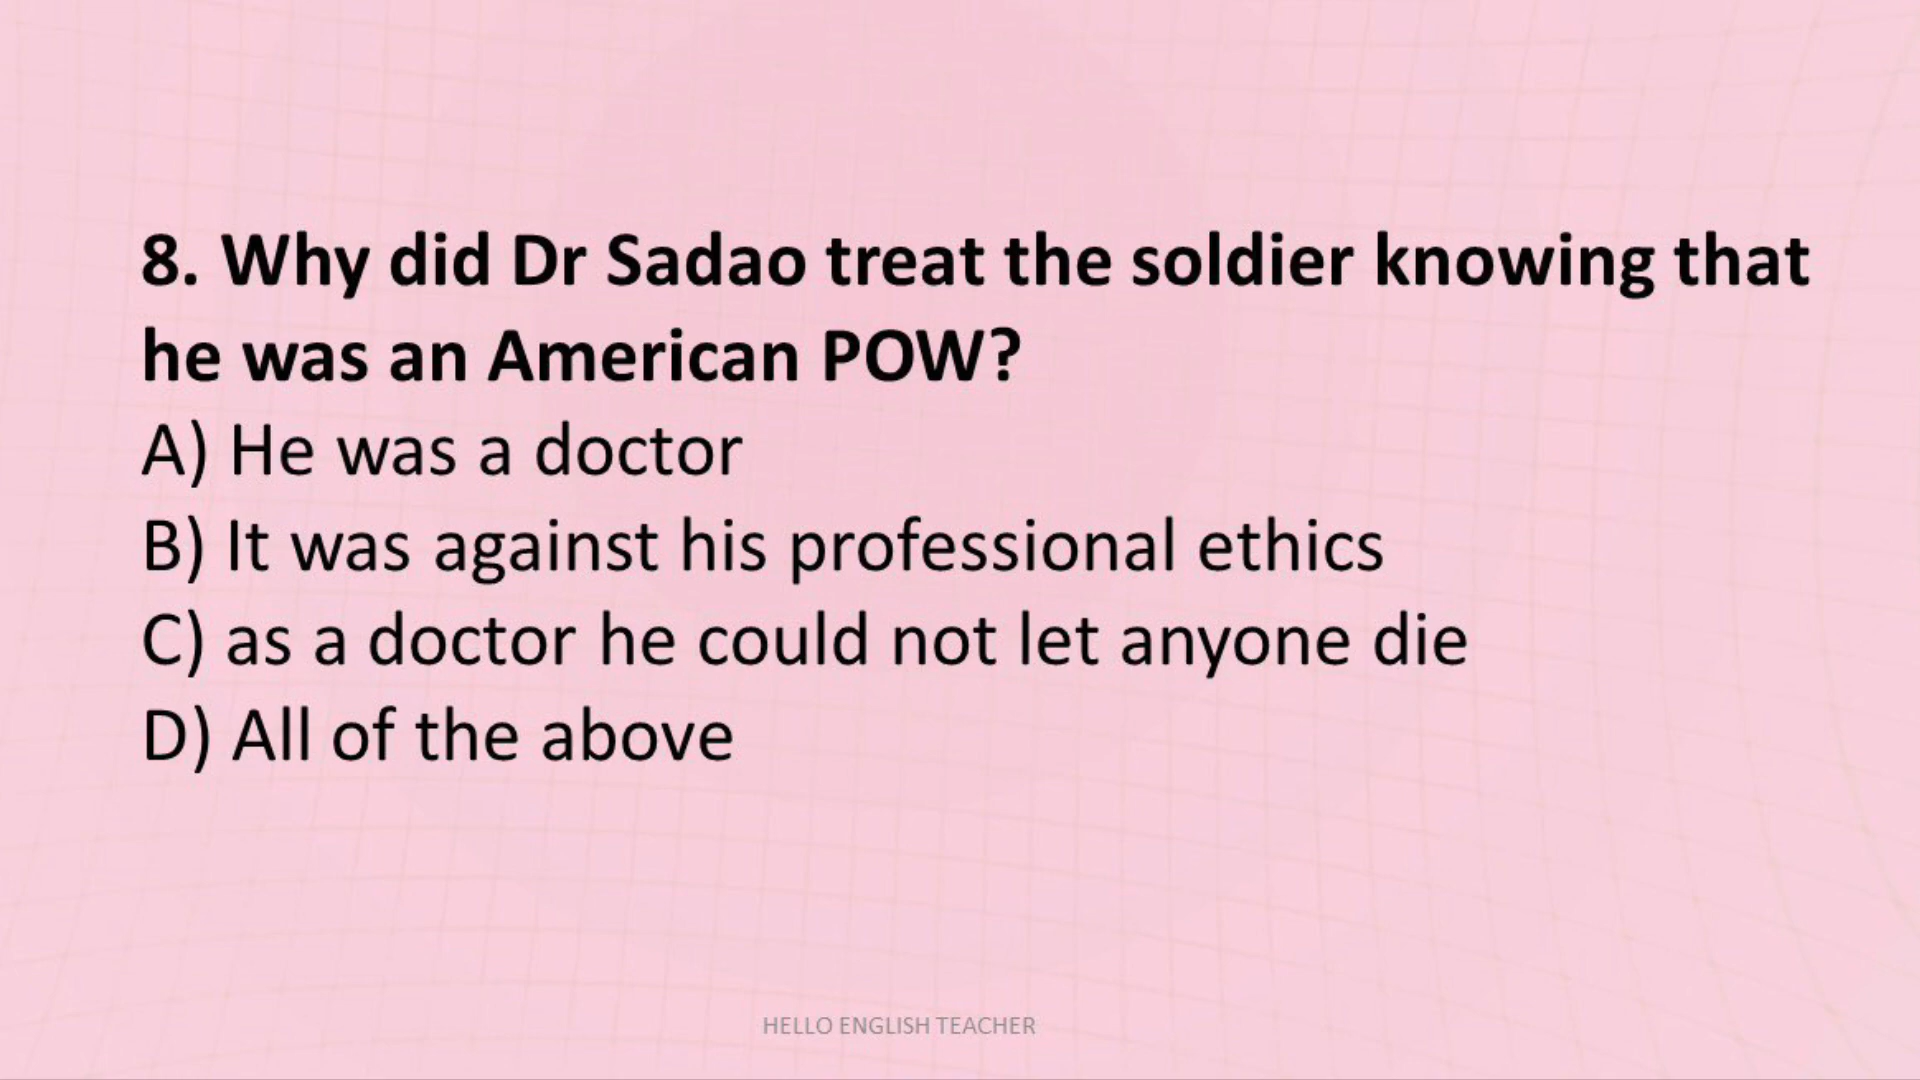 8. Why did Dr Sadao treat the soldier knowing that
he was an American POW?
A) He was a doctor
B) It was against his professional ethics
C) as a doctor he could not let anyone die
D) All of the above
HELLO ENGLISH TEACHER